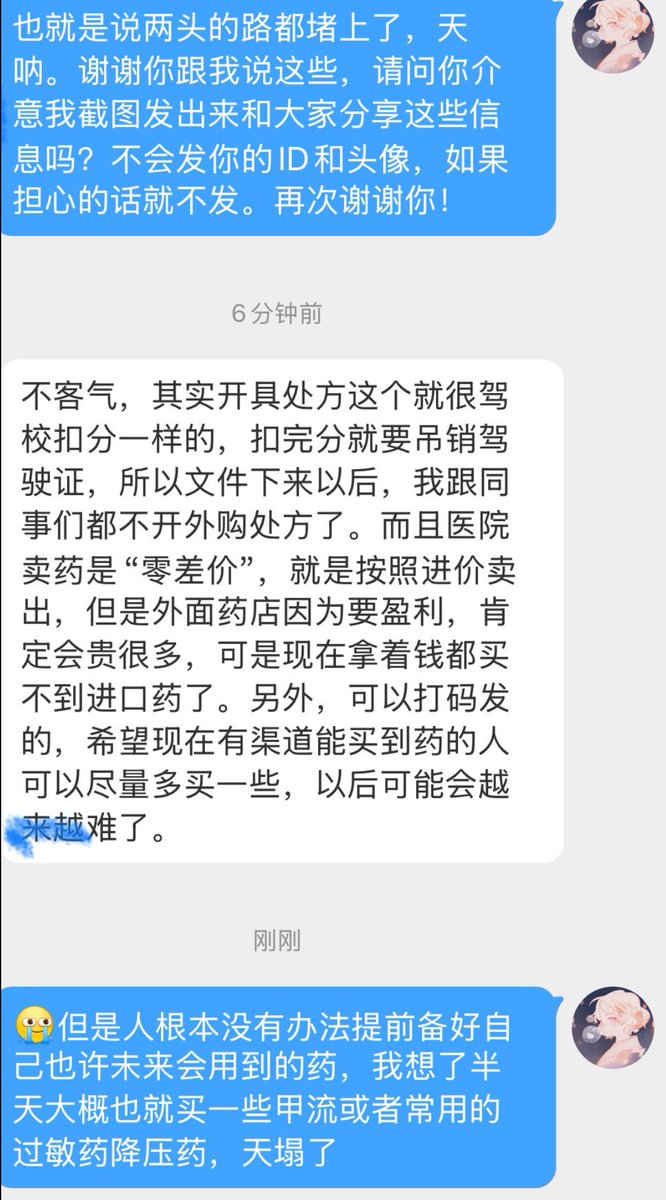 也就是说两头的路都堵上了，天
呐。谢谢你跟我说这些，请问你介
意我截图发出来和大家分享这些信
息吗？不会发你的ID和头像，如果
担心的话就不发。再次谢谢你！
6分钟前
不客气，其实开具处方这个就很驾
校扣分一样的，扣完分就要吊销驾
驶证，所以文件下来以后，我跟同
事们都不开外购处方了。而且医院
卖药是“零差价”，就是按照进价卖
出，但是外面药店因为要盈利，肯
定会贵很多，可是现在拿着钱都买
不到进口药了。另外，可以打码发
的，希望现在有渠道能买到药的人
可以尽量多买一些，以后可能会越
来越难了。
刚刚
😭但是人根本没有办法提前备好自
己也许未来会用到的药，我想了半
天大概也就买一些甲流或者常用的
过敏药降压药，天塌了